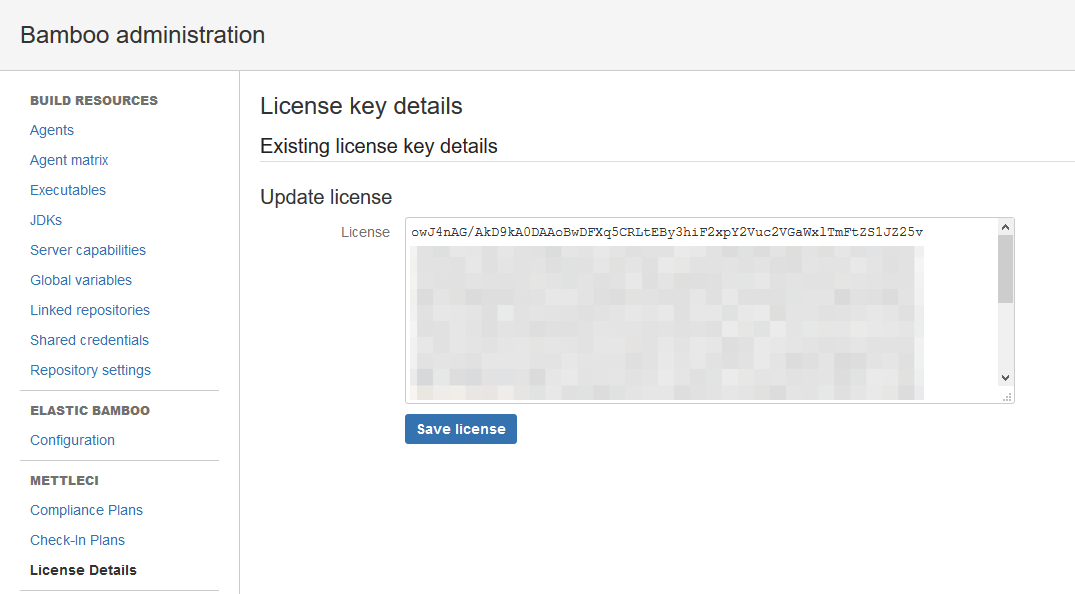 Bamboo administration
BUILD RESOURCES
Agents
Agent matrix
Executables
JDKs
Server capabilities
Global variables
Linked repositories
Shared credentials
Repository settings
ELASTIC BAMBOO
Configuration
METTLECI
Compliance Plans
Check-In Plans
License Details
License key details
Existing license key details
Update license
License
owJ4nAG/AkD9kA0DAAoBwDFXq5CRLtEBy3hiF2xpY2Vuc2VGaWxlTmFtZS1JZ25v
Save license